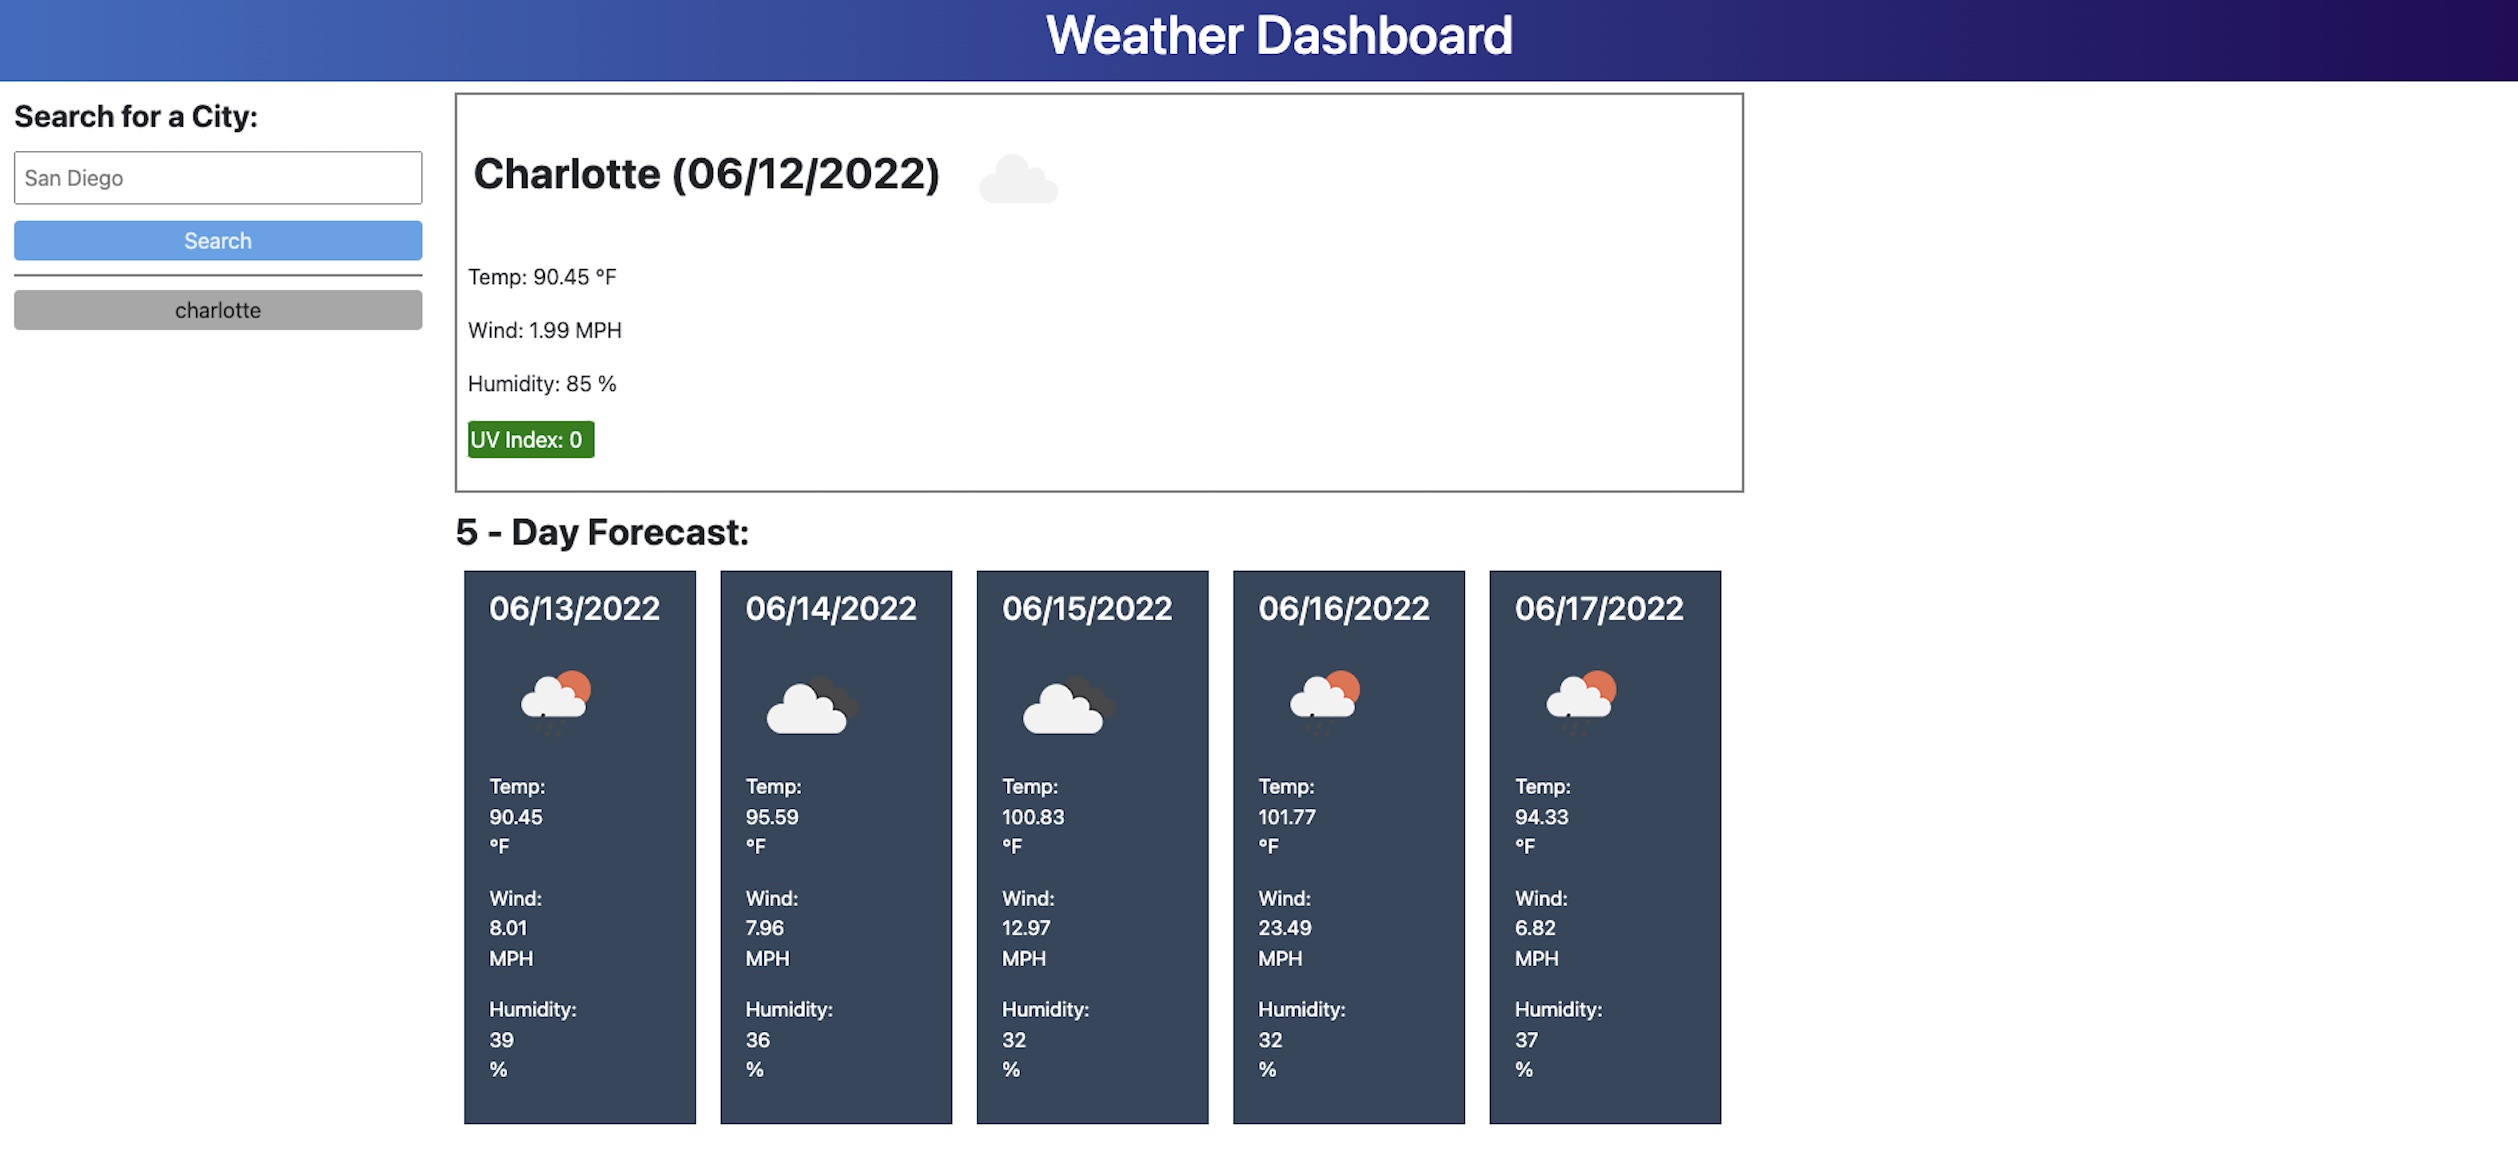 Weather Dashboard
Search for a City:
San Diego
Search
charlotte
Charlotte (06/12/2022)
Temp: 90.45 °F
Wind: 1.99 MPH
Humidity: 85 %
UV Index: 0
5 - Day Forecast:
06/13/2022
Temp:
90.45
°F
Wind:
8.01
MPH
Humidity:
39
%
06/14/2022
Temp:
95.59
°F
Wind:
7.96
MPH
Humidity:
36
%
06/15/2022
Temp:
100.83
°F
Wind:
12.97
MPH
Humidity:
32
%
06/16/2022
Temp:
101.77
°F
Wind:
23.49
MPH
Humidity:
32
%
06/17/2022
Temp:
94.33
°F
Wind:
6.82
MPH
Humidity:
37
%